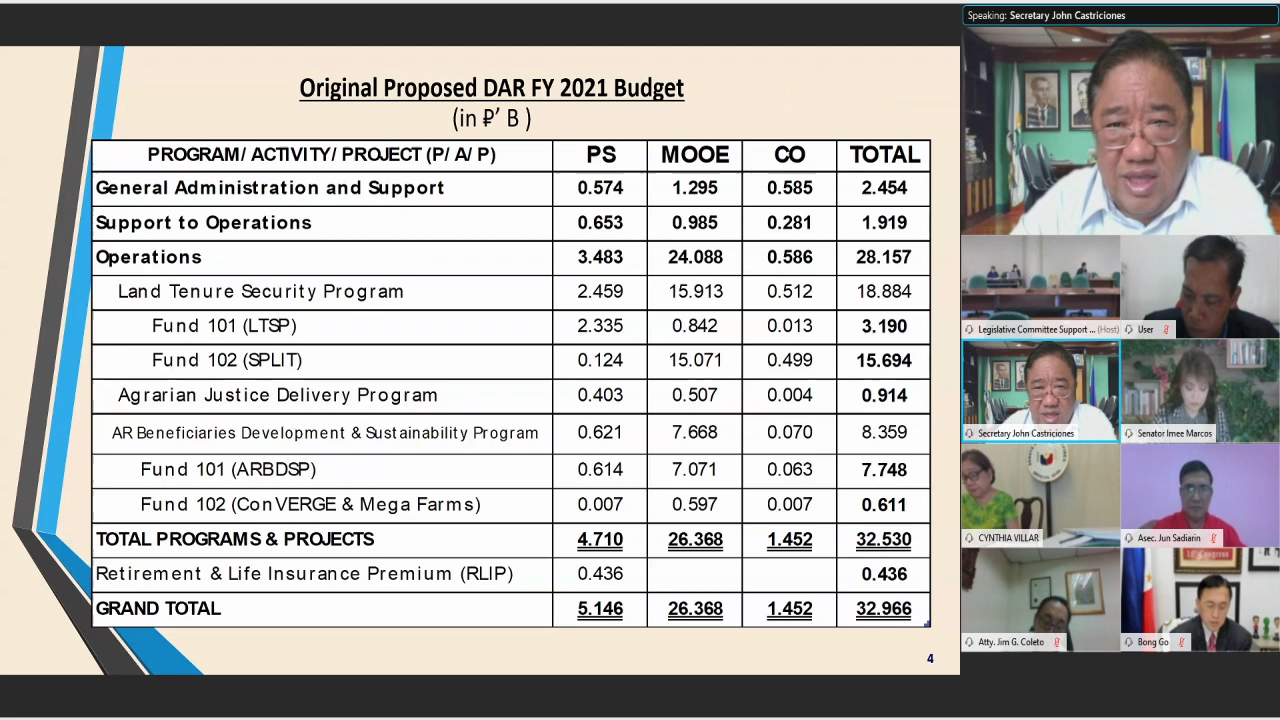 Speaking: Secretary John Castriciones
Original Proposed DAR FY 2021 Budget
(in ₽' B )
PROGRAM/ ACTIVITY/ PROJECT (P/ A/ P) PS MOOE CO TOTAL
General Administration and Support 0.574 1.295 0.585 2.454
Support to Operations 0.653 0.985 0.281 1.919
Operations 3.483 24.088 0.586 28.157
Land Tenure Security Program 2.459 15.913 0.512 18.884
Fund 101 (LTSP) 2.335 0.842 0.013 3.190
Fund 102 (SPLIT) 0.124 15.071 0.499 15.694
Agrarian Justice Delivery Program 0.403 0.507 0.004 0.914
AR Beneficiaries Development & Sustainability Program 0.621 7.668 0.070 8.359
Fund 101 (ARBDSP) 0.614 7.071 0.063 7.748
Fund 102 (ConVERGE & Mega Farms) 0.007 0.597 0.007 0.611
TOTAL PROGRAMS & PROJECTS 4.710 26.368 1.452 32.530
Retirement & Life Insurance Premium (RLIP) 0.436 0.436
GRAND TOTAL 5.146 26.368 1.452 32.966
4
Legislative Committee Support ... (Host)
User
Secretary John Castriciones
Senator Imee Marcos
CYNTHIA VILLAR
Asec. Jun Sadiarin
Atty. Jim G. Coleto
Bong Go